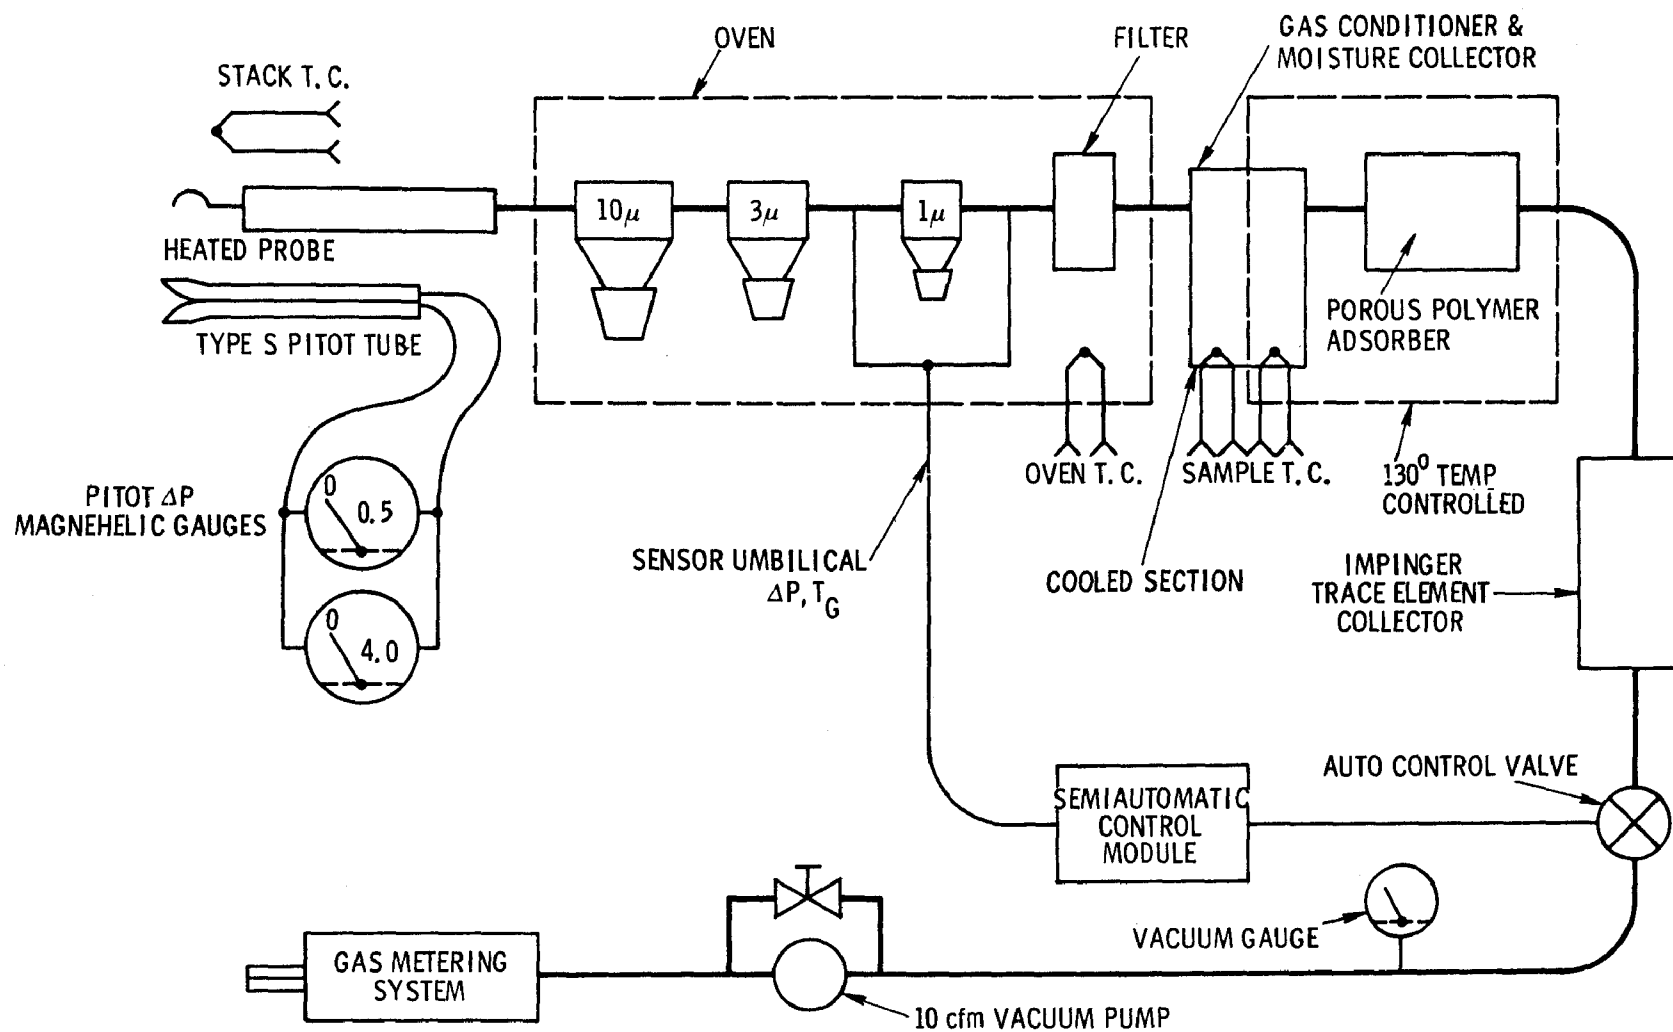 OVEN
FILTER
GAS CONDITIONER &
MOISTURE COLLECTOR
STACK T. C.
10μ
3μ
1μ
HEATED PROBE
TYPE S PITOT TUBE
POROUS POLYMER
ADSORBER
OVEN T. C.
SAMPLE T. C.
130⁰ TEMP
CONTROLLED
PITOT ΔP
MAGNEHELIC GAUGES
0
0.5
0
4.0
SENSOR UMBILICAL
ΔP, T_G
COOLED SECTION
IMPINGER
TRACE ELEMENT
COLLECTOR
AUTO CONTROL VALVE
SEMIAUTOMATIC
CONTROL
MODULE
VACUUM GAUGE
GAS METERING
SYSTEM
10 cfm VACUUM PUMP